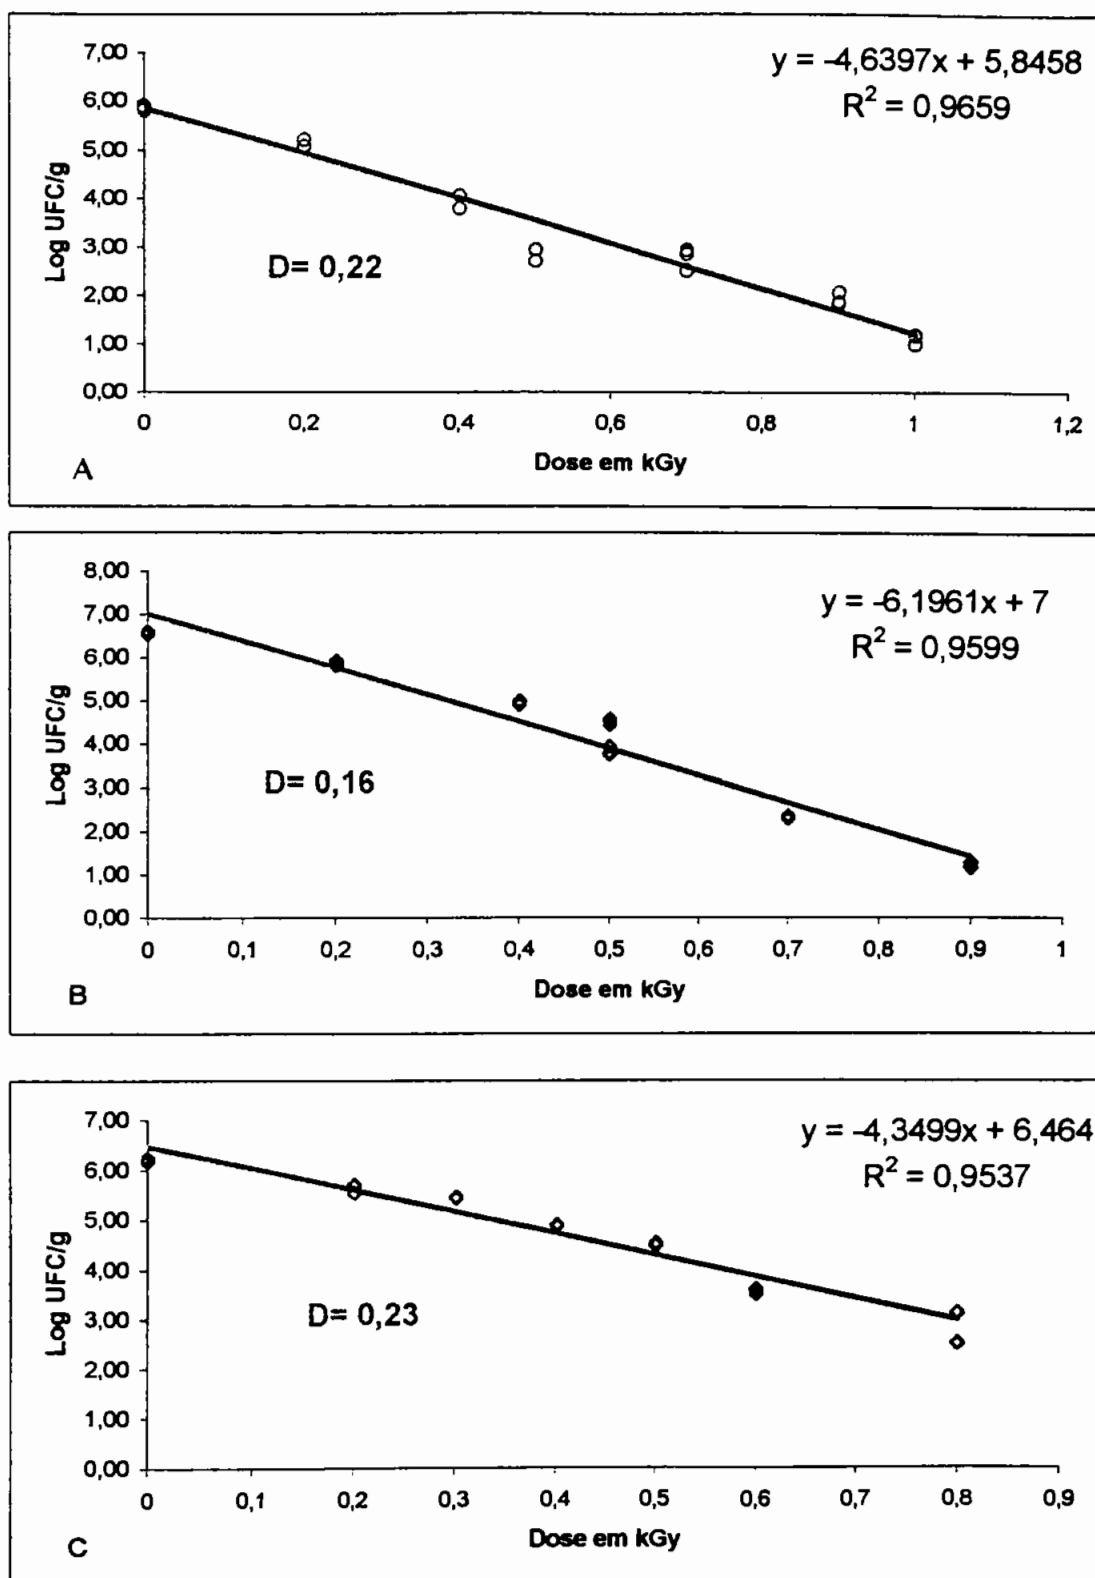 y = -4,6397x + 5,8458
R² = 0,9659
7,00
6,00
5,00
4,00
3,00
2,00
1,00
0,00
Log UFC/g
D= 0,22
0 0,2 0,4 0,6 0,8 1 1,2
Dose em kGy
A
y = -6,1961x + 7
R² = 0,9599
8,00
7,00
6,00
5,00
4,00
3,00
2,00
1,00
0,00
Log UFC/g
D= 0,16
0 0,1 0,2 0,3 0,4 0,5 0,6 0,7 0,8 0,9 1
Dose em kGy
B
y = -4,3499x + 6,464
R² = 0,9537
7,00
6,00
5,00
4,00
3,00
2,00
1,00
0,00
Log UFC/g
D= 0,23
0 0,1 0,2 0,3 0,4 0,5 0,6 0,7 0,8 0,9
Dose em kGy
C